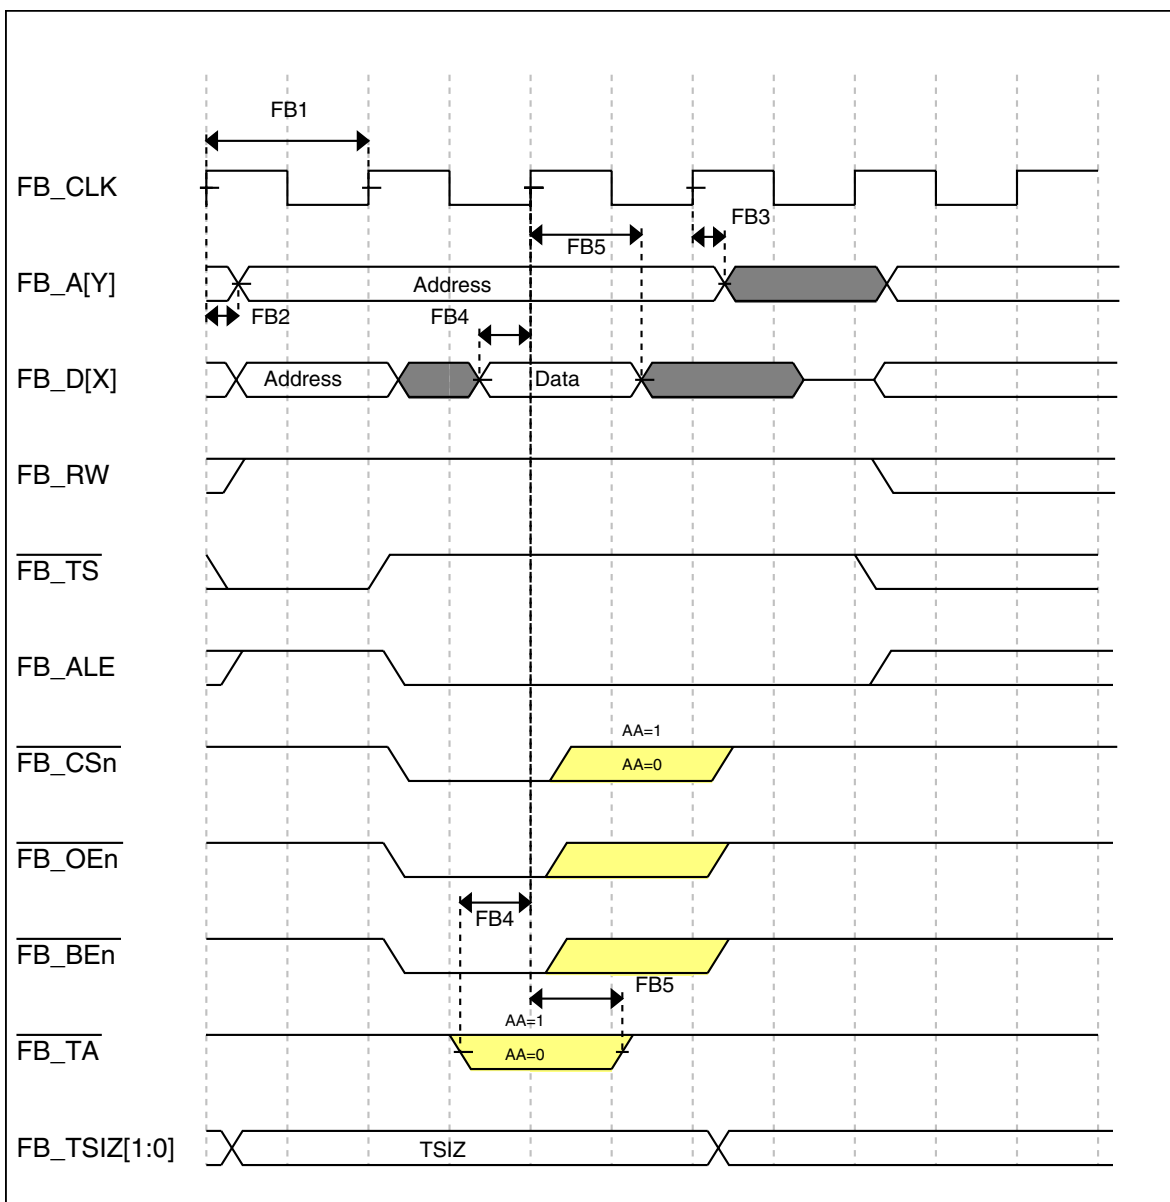 FB1
FB_CLK
FB3
FB5
FB_A[Y]
Address
FB2
FB4
FB_D[X]
Address
Data
FB_RW
FB_TS
FB_ALE
AA=1
FB_CSn
AA=0
FB_OEn
FB4
FB_BEn
FB5
AA=1
FB_TA
AA=0
FB_TSIZ[1:0]
TSIZ